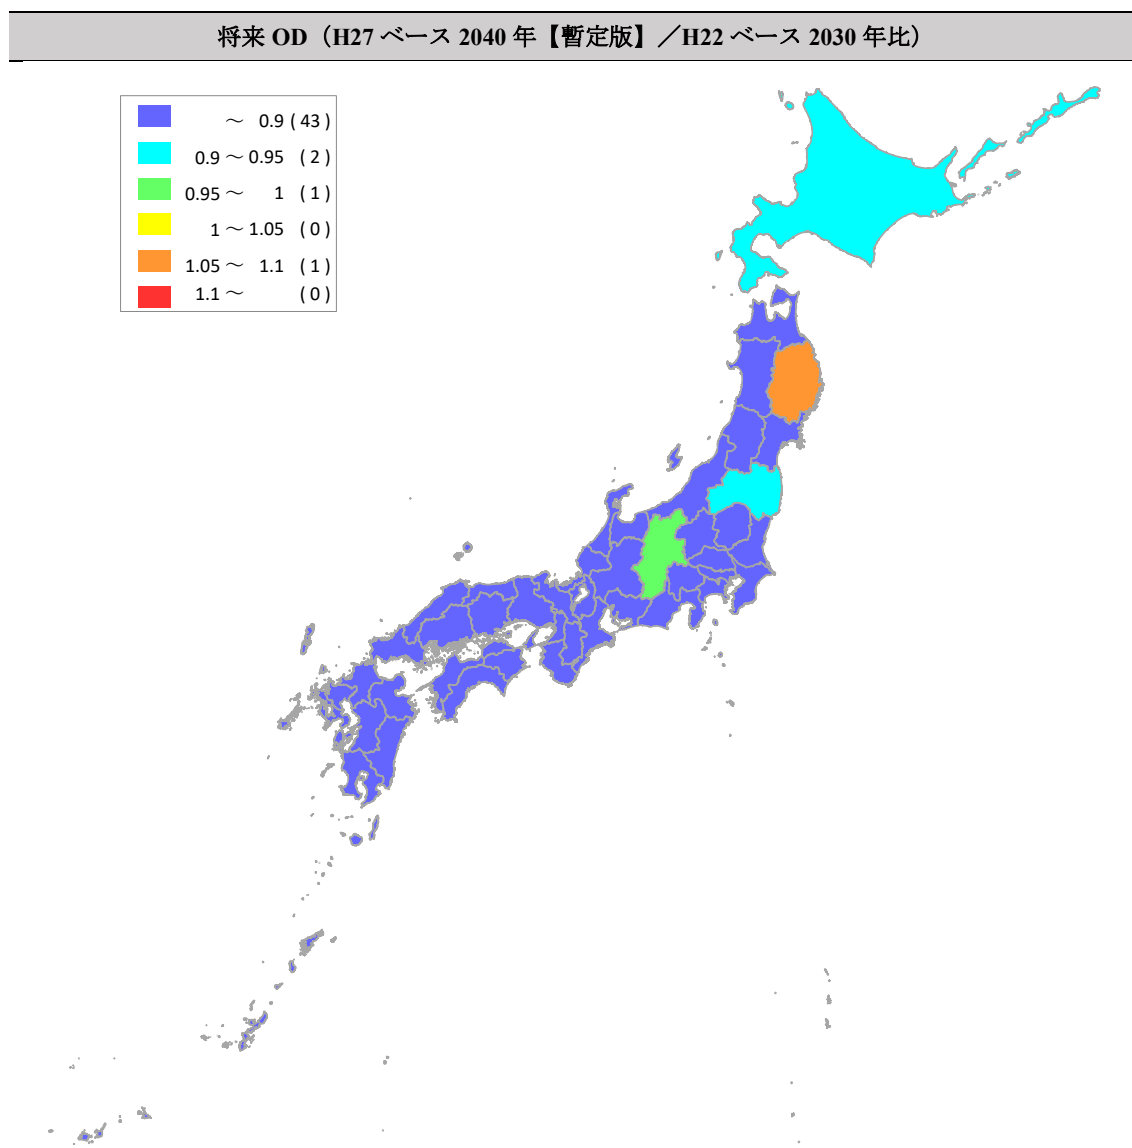 将来 OD（H27 ベース 2040 年【暫定版】／H22 ベース 2030 年比）
～ 0.9 ( 43 )
0.9 ～ 0.95 ( 2 )
0.95 ～ 1 ( 1 )
1 ～ 1.05 ( 0 )
1.05 ～ 1.1 ( 1 )
1.1 ～ ( 0 )